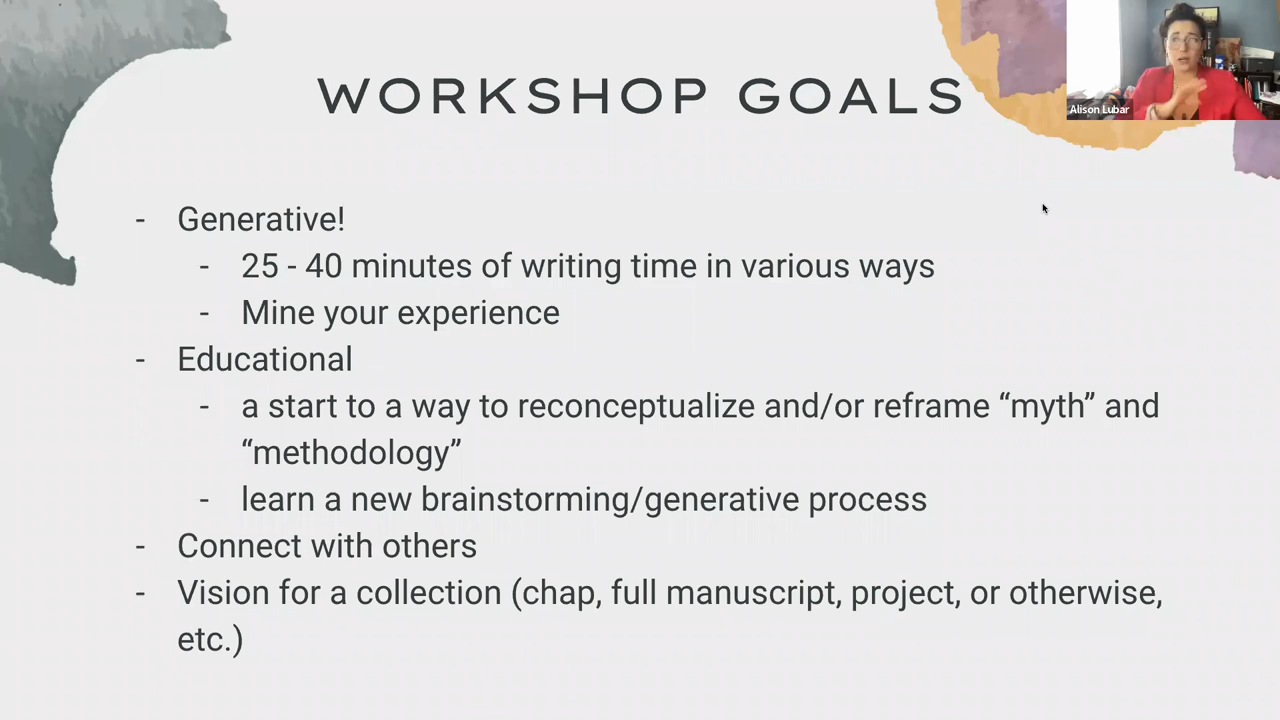 WORKSHOP GOALS
Alison Lubar
- Generative!
- 25 - 40 minutes of writing time in various ways
- Mine your experience
- Educational
- a start to a way to reconceptualize and/or reframe “myth” and
“methodology”
- learn a new brainstorming/generative process
- Connect with others
- Vision for a collection (chap, full manuscript, project, or otherwise,
etc.)